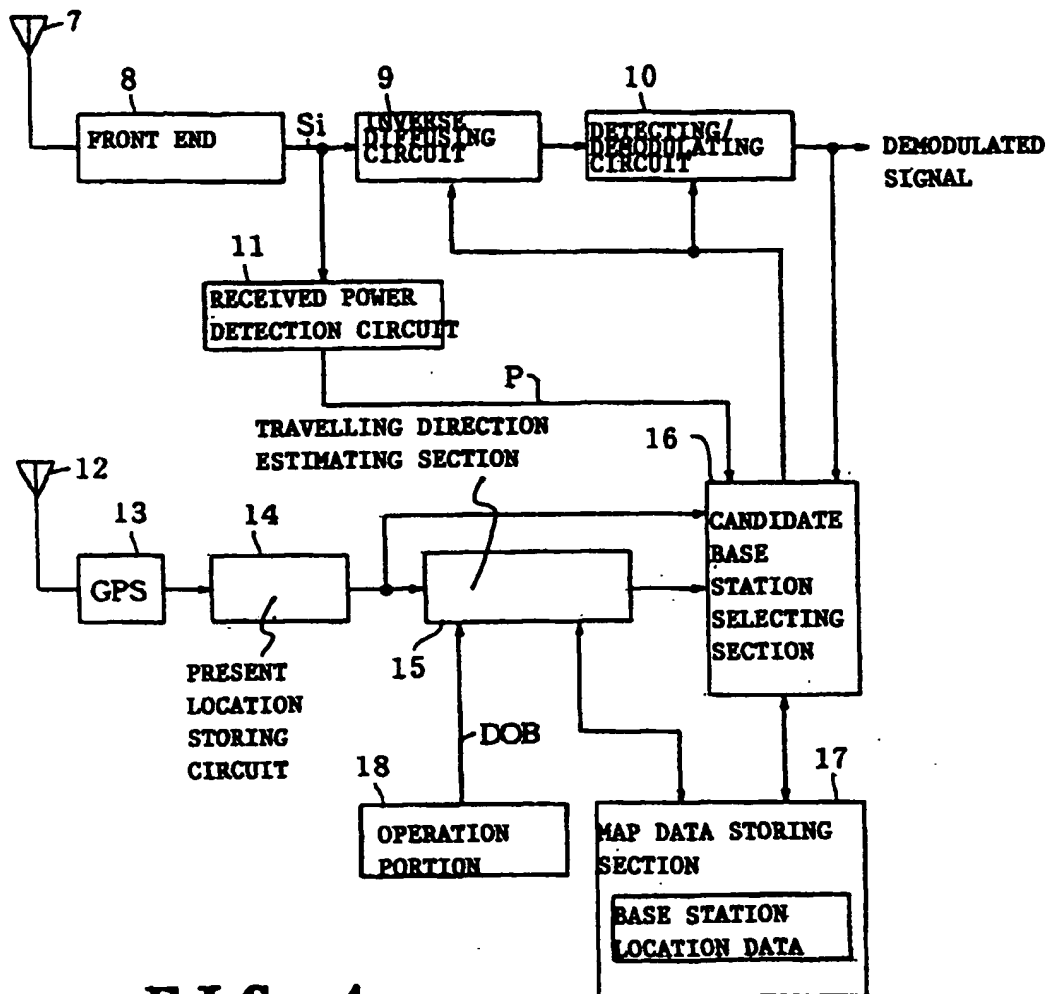 7
8
FRONT END
Si
9
INVERSE
DIFFUSING
CIRCUIT
10
DETECTING/
DEMODULATING
CIRCUIT
DEMODULATED
SIGNAL
11
RECEIVED POWER
DETECTION CIRCUIT
P
TRAVELLING DIRECTION
ESTIMATING SECTION
16
CANDIDATE
BASE
STATION
SELECTING
SECTION
12
13
GPS
14
15
PRESENT
LOCATION
STORING
CIRCUIT
DOB
18
OPERATION
PORTION
17
MAP DATA STORING
SECTION
BASE STATION
LOCATION DATA